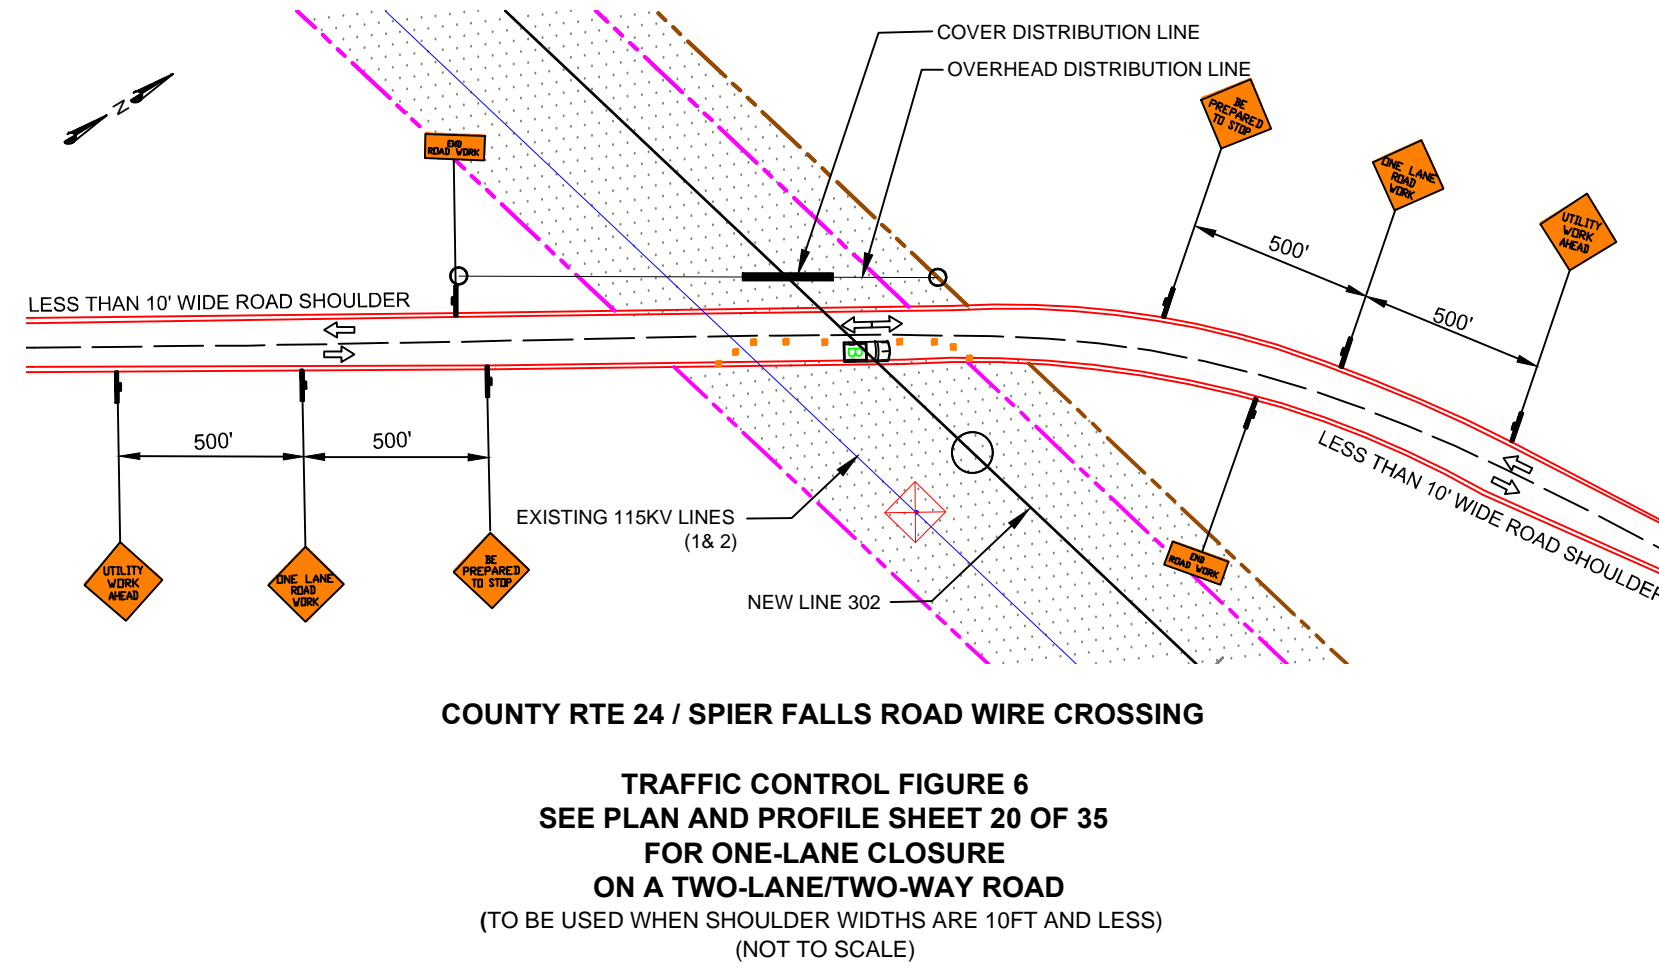 COVER DISTRIBUTION LINE
OVERHEAD DISTRIBUTION LINE
N
BE
PREPARED
TO STOP
ONE LANE
ROAD
WORK
UTILITY
WORK
AHEAD
END
ROAD WORK
500'
500'
LESS THAN 10' WIDE ROAD SHOULDER
B
500'
500'
LESS THAN 10' WIDE ROAD SHOULDER
EXISTING 115KV LINES
(1& 2)
NEW LINE 302
UTILITY
WORK
AHEAD
ONE LANE
ROAD
WORK
BE
PREPARED
TO STOP
END
ROAD WORK
COUNTY RTE 24 / SPIER FALLS ROAD WIRE CROSSING
TRAFFIC CONTROL FIGURE 6
SEE PLAN AND PROFILE SHEET 20 OF 35
FOR ONE-LANE CLOSURE
ON A TWO-LANE/TWO-WAY ROAD
(TO BE USED WHEN SHOULDER WIDTHS ARE 10FT AND LESS)
(NOT TO SCALE)